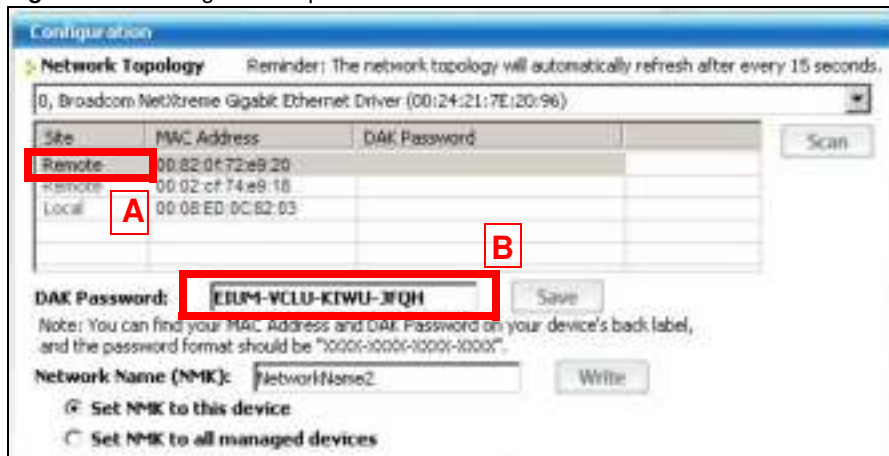 Configuration
Network Topology Reminder: The network topology will automatically refresh after every 15 seconds.
0, Broadcom NetXtreme Gigabit Ethernet Driver (00:24:21:7E:20:96)
Site MAC Address DAK Password
Scan
Remote 00:82:0f:72:e9:20
Remote 00:02:cf:74:e9:18
Local 00:08:ED:0C:82:03
A
B
DAK Password: EIUM-VCLU-KIWU-JFQH Save
Note: You can find your MAC Address and DAK Password on your device's back label,
and the password format should be "XXXX-XXXX-XXXX-XXXX".
Network Name (NMK): NetworkName2 Write
Set NMK to this device
Set NMK to all managed devices